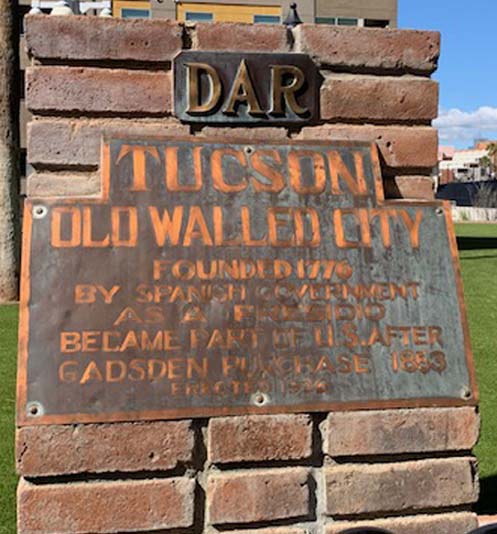 DAR
TUCSON
OLD WALLED CITY
FOUNDED 1776
BY SPANISH GOVERNMENT
AS A PRESIDIO
BECAME PART OF U.S. AFTER
GADSDEN PURCHASE 1853
ERECTED